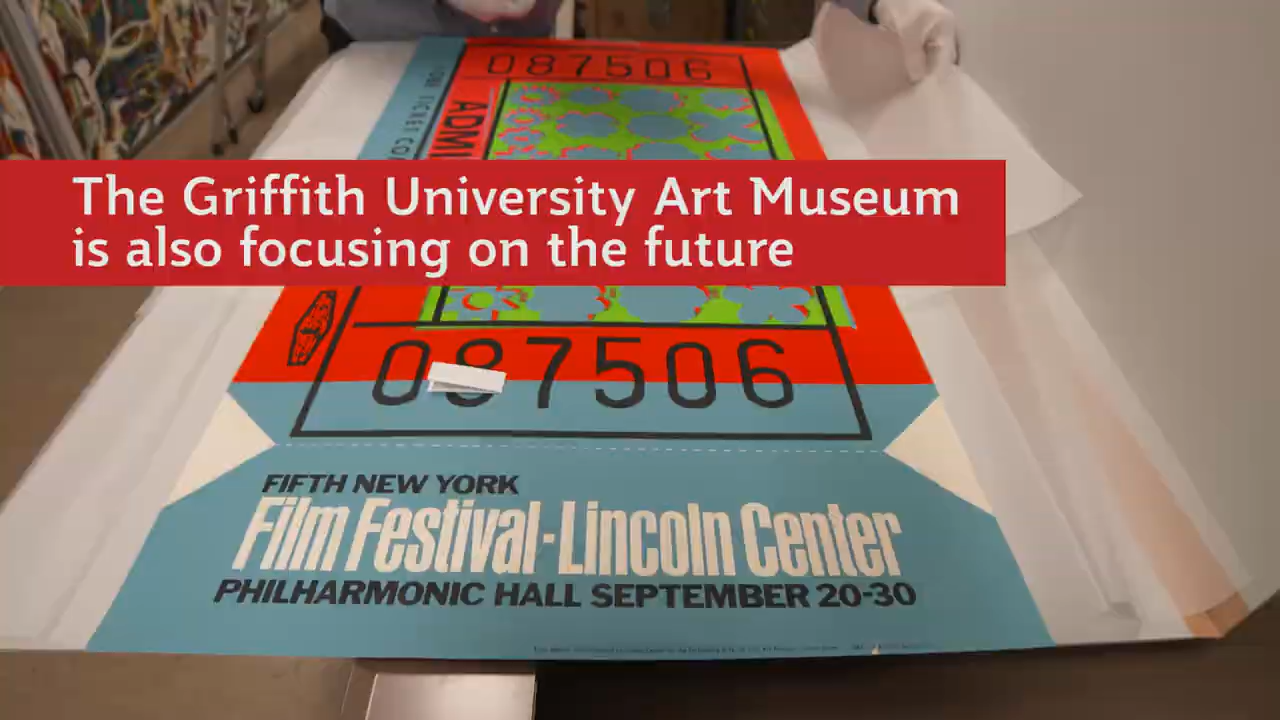 087506
ADMI
The Griffith University Art Museum
is also focusing on the future
087506
FIFTH NEW YORK
Film Festival-Lincoln Center
PHILHARMONIC HALL SEPTEMBER 20-30